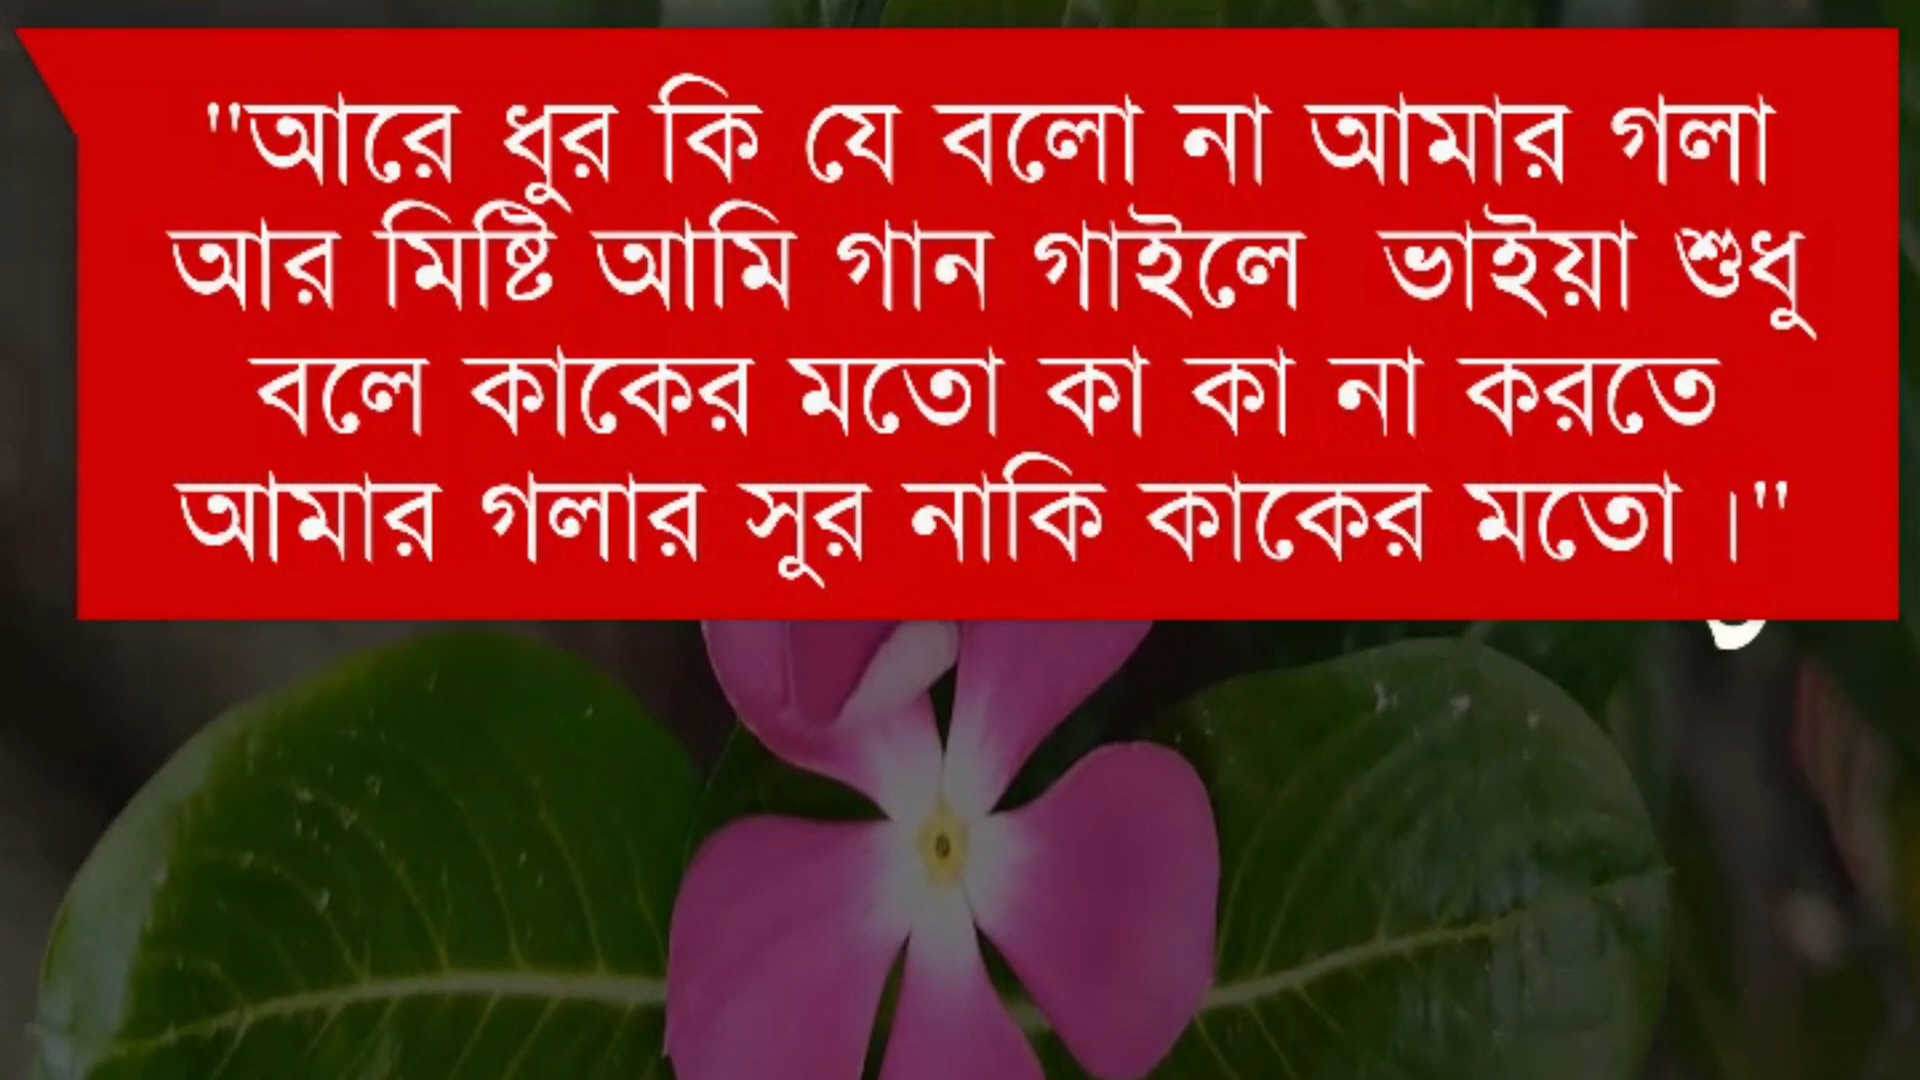 "আরে ধুর কি যে বলো না আমার গলা
আর মিষ্টি আমি গান গাইলে ভাইয়া শুধু
বলে কাকের মতো কা কা না করতে
আমার গলার সুর নাকি কাকের মতো।"